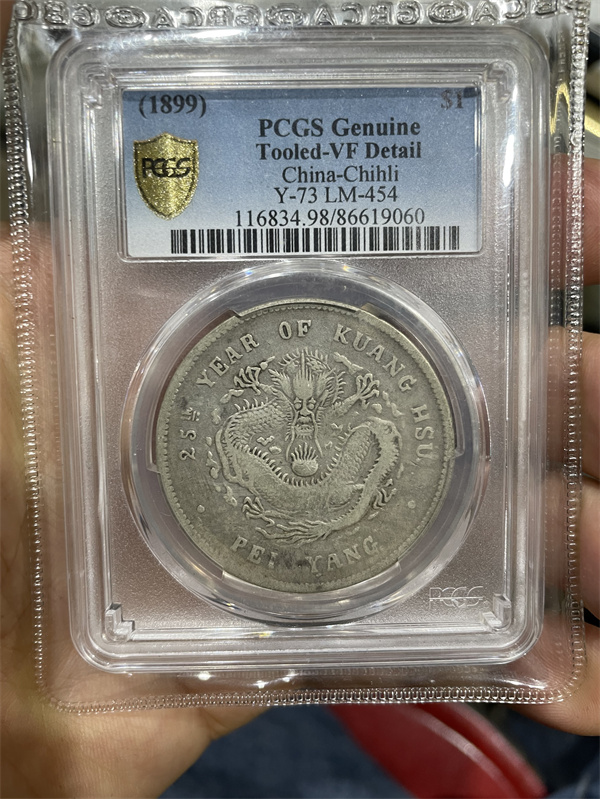 (1899) $1
PCGS Genuine
Tooled-VF Detail
China-Chihli
Y-73 LM-454
116834.98/86619060
PCGS
25TH YEAR OF KUANG HSU
PEI YANG
PCGS